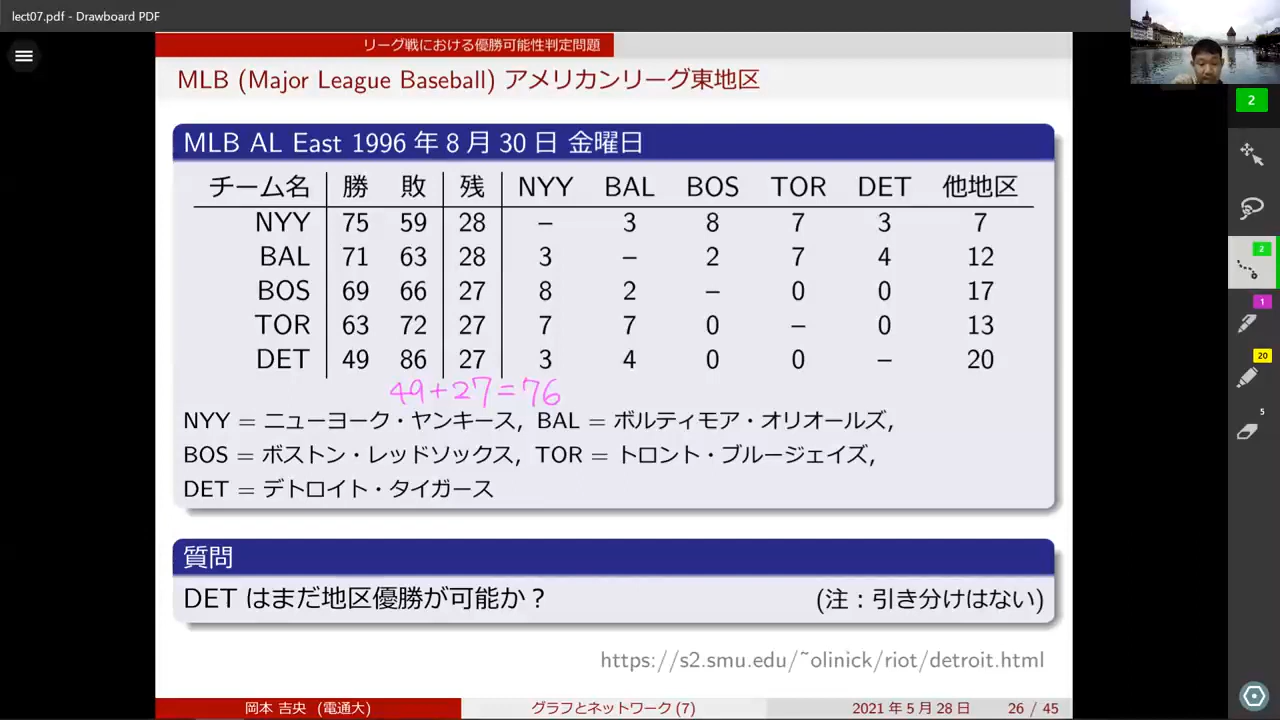 lect07.pdf - Drawboard PDF
リーグ戦における優勝可能性判定問題
MLB (Major League Baseball) アメリカンリーグ東地区
2
MLB AL East 1996 年 8 月 30 日 金曜日
チーム名 勝 敗 残 NYY BAL BOS TOR DET 他地区
NYY 75 59 28 – 3 8 7 3 7
BAL 71 63 28 3 – 2 7 4 12
2
BOS 69 66 27 8 2 – 0 0 17
1
TOR 63 72 27 7 7 0 – 0 13
DET 49 86 27 3 4 0 0 – 20
20
49+27=76
5
NYY = ニューヨーク・ヤンキース, BAL = ボルティモア・オリオールズ,
BOS = ボストン・レッドソックス, TOR = トロント・ブルージェイズ,
DET = デトロイト・タイガース
質問
DET はまだ地区優勝が可能か？ (注：引き分けはない)
https://s2.smu.edu/~olinick/riot/detroit.html
岡本 吉央 (電通大) グラフとネットワーク (7) 2021 年 5 月 28 日 26 / 45